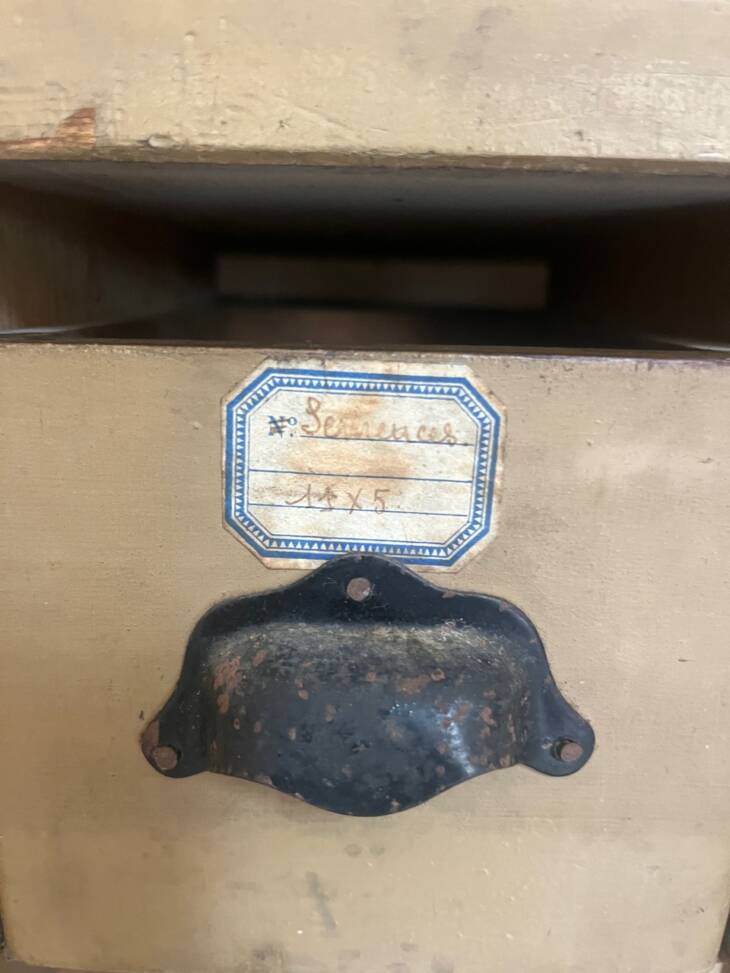 Nº. Semences.
11 X 5